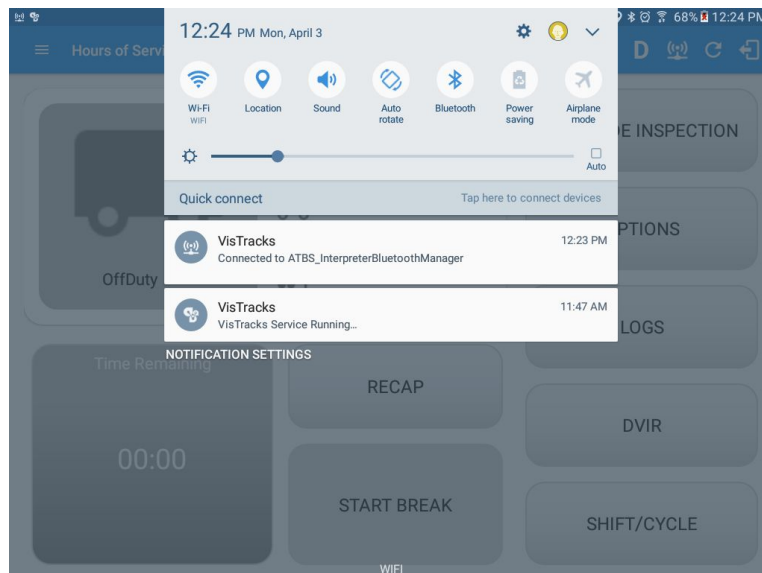 68% 12:24 PM
12:24 PM Mon, April 3
Hours of Servi
D
Wi-Fi
WIFI
Location
Sound
Auto
rotate
Bluetooth
Power
saving
Airplane
mode
Auto
Quick connect
Tap here to connect devices
VisTracks
12:23 PM
Connected to ATBS_InterpreterBluetoothManager
VisTracks
11:47 AM
VisTracks Service Running...
NOTIFICATION SETTINGS
OffDuty
E INSPECTION
PTIONS
LOGS
Time Remaining
00:00
RECAP
DVIR
START BREAK
SHIFT/CYCLE
WIFI